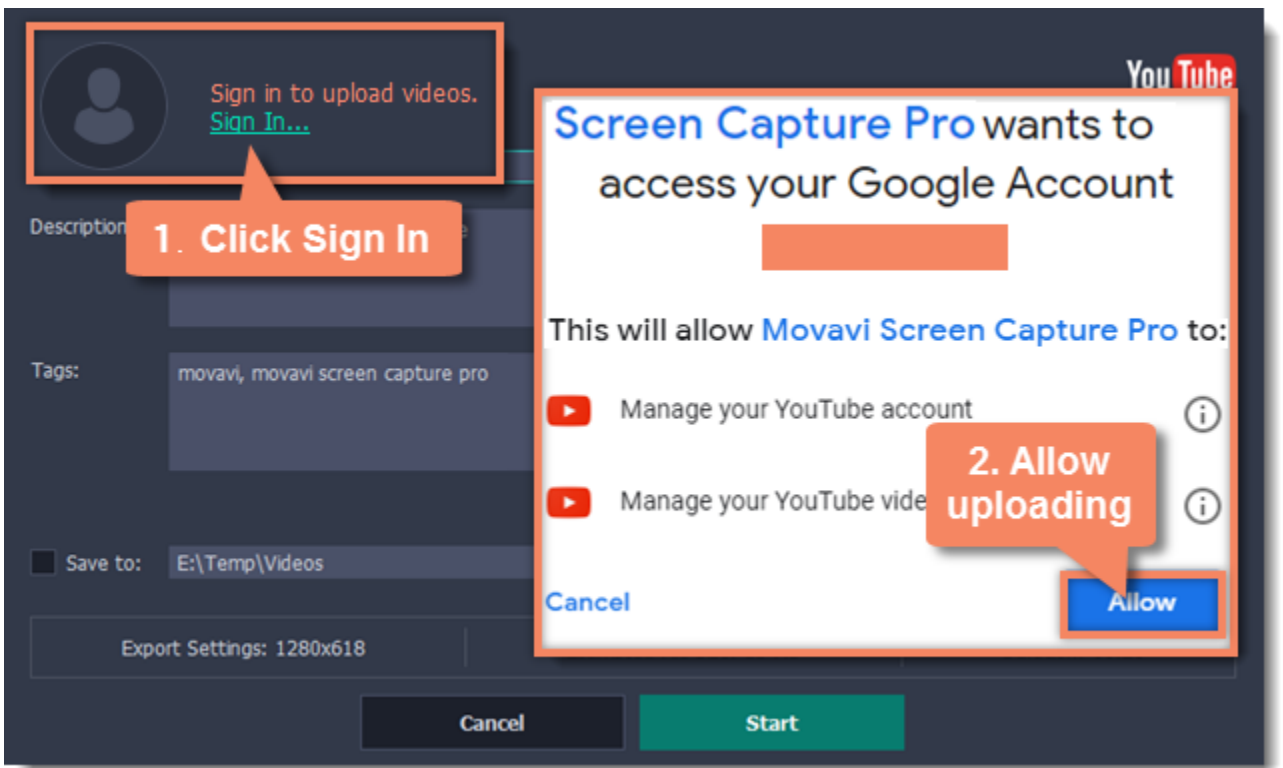 Sign in to upload videos.
Sign In...
1. Click Sign In
You Tube
Description
Tags:
movavi, movavi screen capture pro
Save to:
E:\Temp\Videos
Export Settings: 1280x618
Cancel
Start
Screen Capture Pro wants to
access your Google Account
This will allow Movavi Screen Capture Pro to:
Manage your YouTube account
Manage your YouTube
2. Allow
uploading
Cancel
Allow